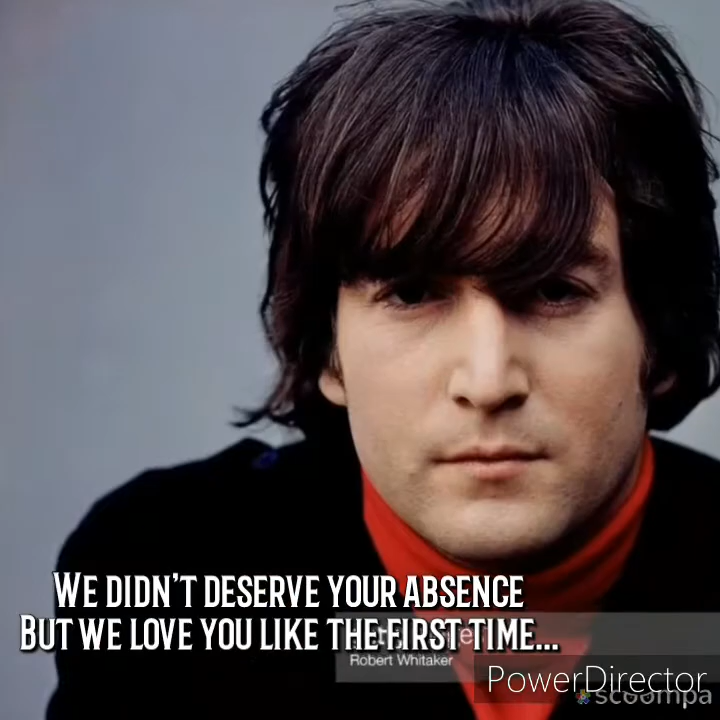 WE DIDN'T DESERVE YOUR ABSENCE
BUT WE LOVE YOU LIKE THE FIRST TIME...
Robert Whitaker
PowerDirector
scoompa